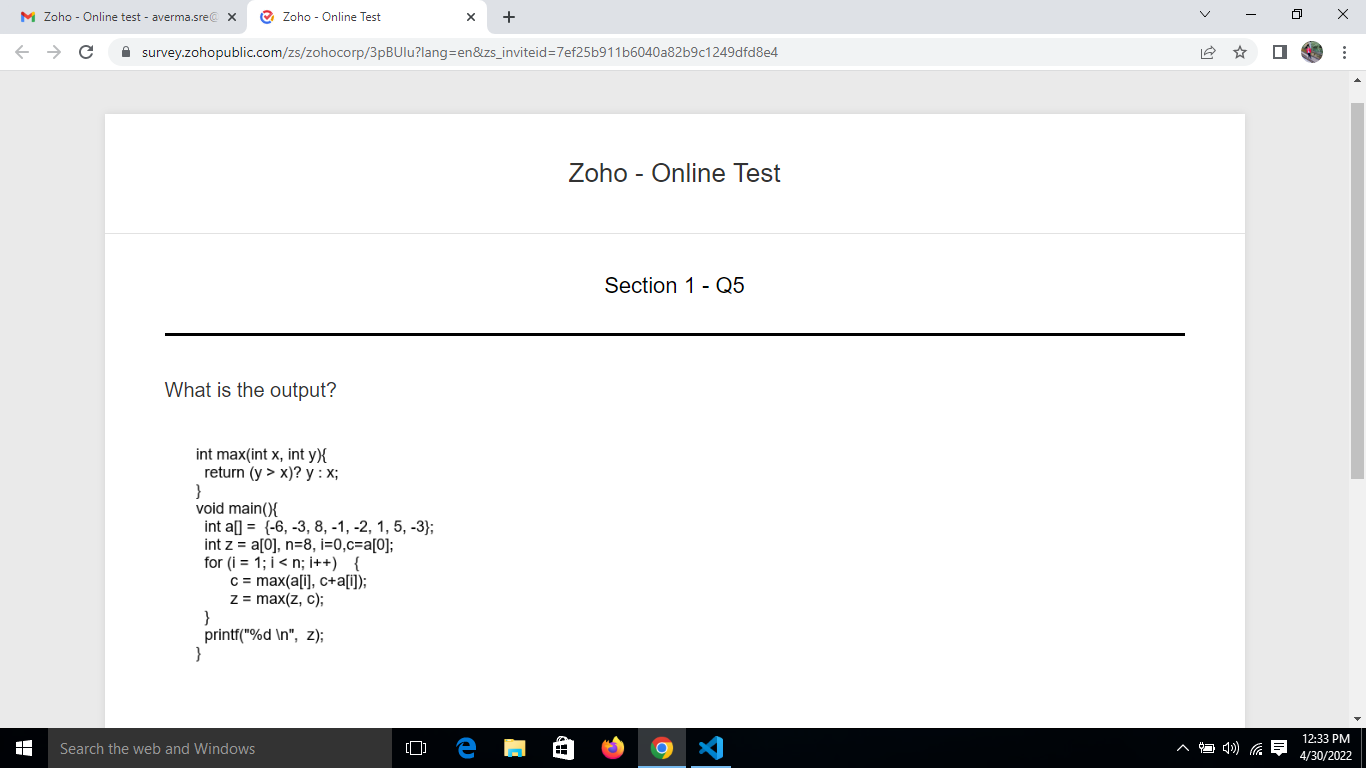 Zoho - Online test - averma.sre@
Zoho - Online Test
survey.zohopublic.com/zs/zohocorp/3pBUIu?lang=en&zs_inviteid=7ef25b911b6040a82b9c1249dfd8e4
Zoho - Online Test
Section 1 - Q5
What is the output?
int max(int x, int y){
return (y > x)? y : x;
}
void main(){
int a[] = {-6, -3, 8, -1, -2, 1, 5, -3};
int z = a[0], n=8, i=0,c=a[0];
for (i = 1; i < n; i++) {
c = max(a[i], c+a[i]);
z = max(z, c);
}
printf("%d \n", z);
}
Search the web and Windows
12:33 PM
4/30/2022